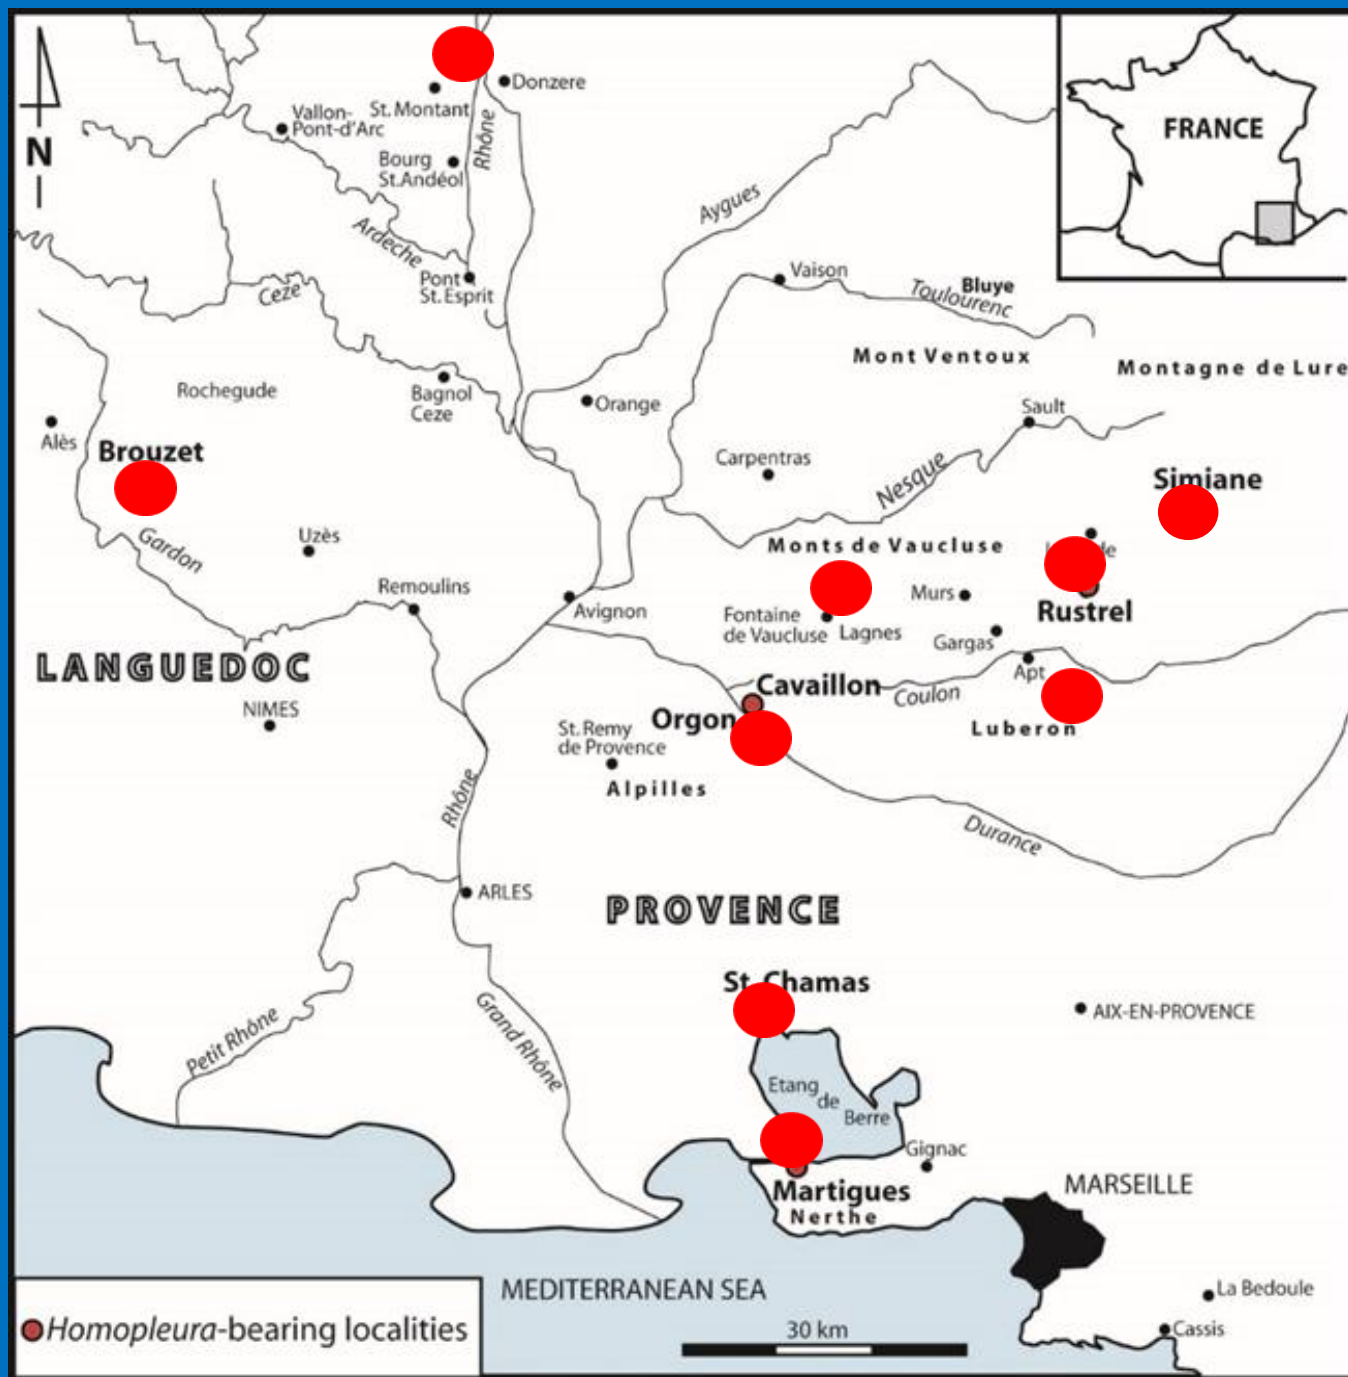 Donzere
St. Montant
Vallon-
Pont-d'Arc
Rhône
Bourg
St.Andéol
N
FRANCE
Aygues
Ardeche
Pont
St. Esprit
Ceze
Vaison
Bluye
Toulourenc
Mont Ventoux
Montagne de Lure
Rochegude
Bagnol
Ceze
Orange
Sault
Alès
Brouzet
Carpentras
Nesque
Simiane
Gardon
Uzès
Monts de Vaucluse
Remoulins
Avignon
Murs
Rustrel
Fontaine
de Vaucluse
Lagnes
Gargas
LANGUEDOC
Apt
Cavaillon
Coulon
NIMES
Orgon
St. Remy
de Provence
Luberon
Alpilles
Rhône
Durance
ARLES
PROVENCE
St. Chamas
AIX-EN-PROVENCE
Petit Rhône
Grand Rhône
Etang
de
Berre
Gignac
Martigues
Nerthe
MARSEILLE
MEDITERRANEAN SEA
La Bedoule
Homopleura-bearing localities
30 km
Cassis